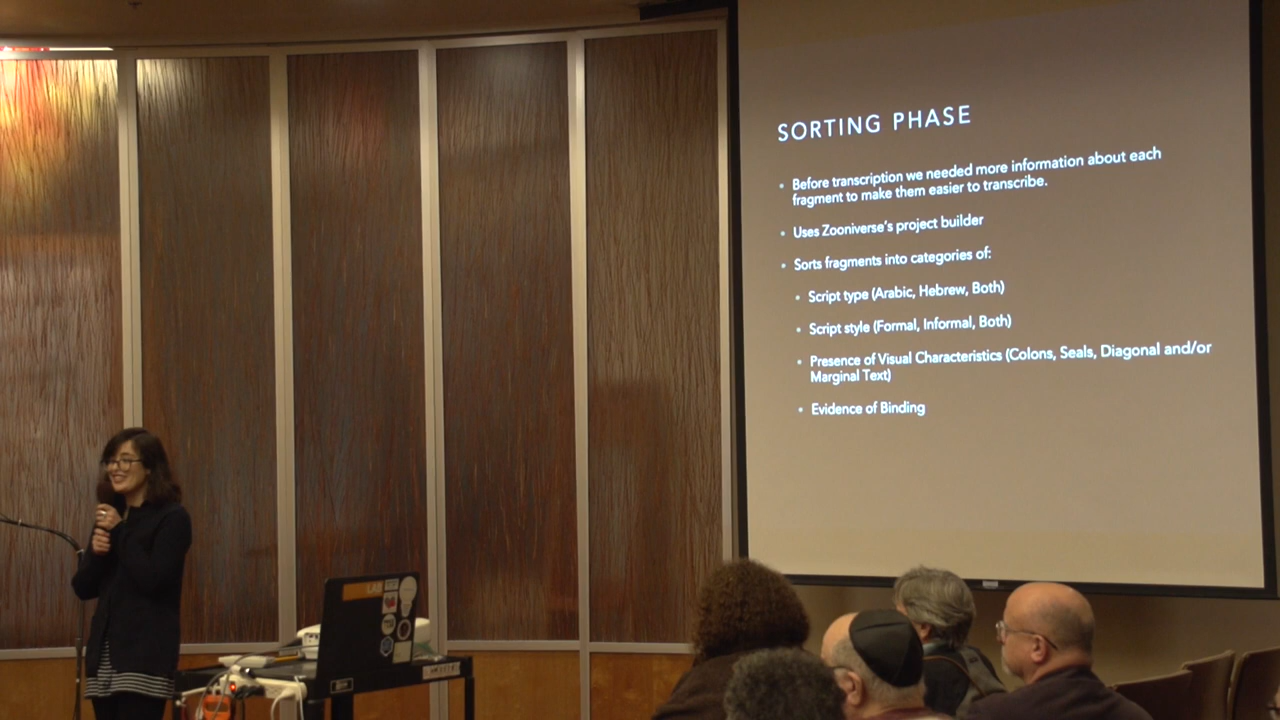 SORTING PHASE
• Before transcription we needed more information about each
fragment to make them easier to transcribe.
• Uses Zooniverse's project builder
• Sorts fragments into categories of:
• Script type (Arabic, Hebrew, Both)
• Script style (Formal, Informal, Both)
• Presence of Visual Characteristics (Colons, Seals, Diagonal and/or
Marginal Text)
• Evidence of Binding
LAB